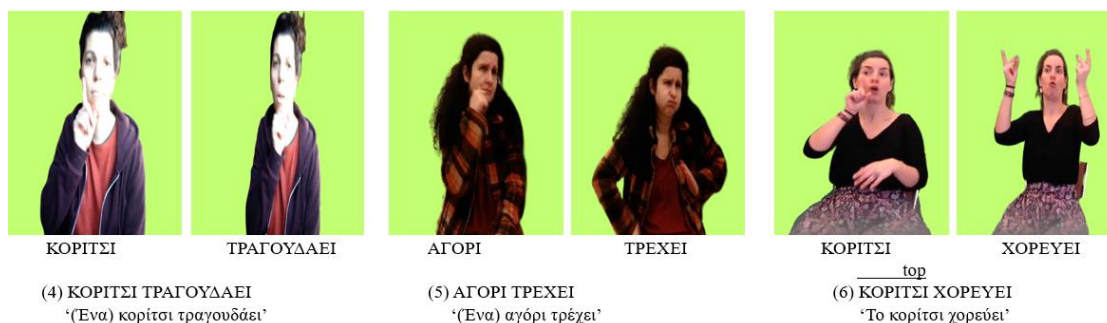 ΚΟΡΙΤΣΙ ΤΡΑΓΟΥΔΑΕΙ ΑΓΟΡΙ ΤΡΕΧΕΙ ΚΟΡΙΤΣΙ ΧΟΡΕΥΕΙ
top
(4) ΚΟΡΙΤΣΙ ΤΡΑΓΟΥΔΑΕΙ (5) ΑΓΟΡΙ ΤΡΕΧΕΙ (6) ΚΟΡΙΤΣΙ ΧΟΡΕΥΕΙ
‘(Ένα) κορίτσι τραγουδάει’ ‘(Ένα) αγόρι τρέχει’ ‘Το κορίτσι χορεύει’